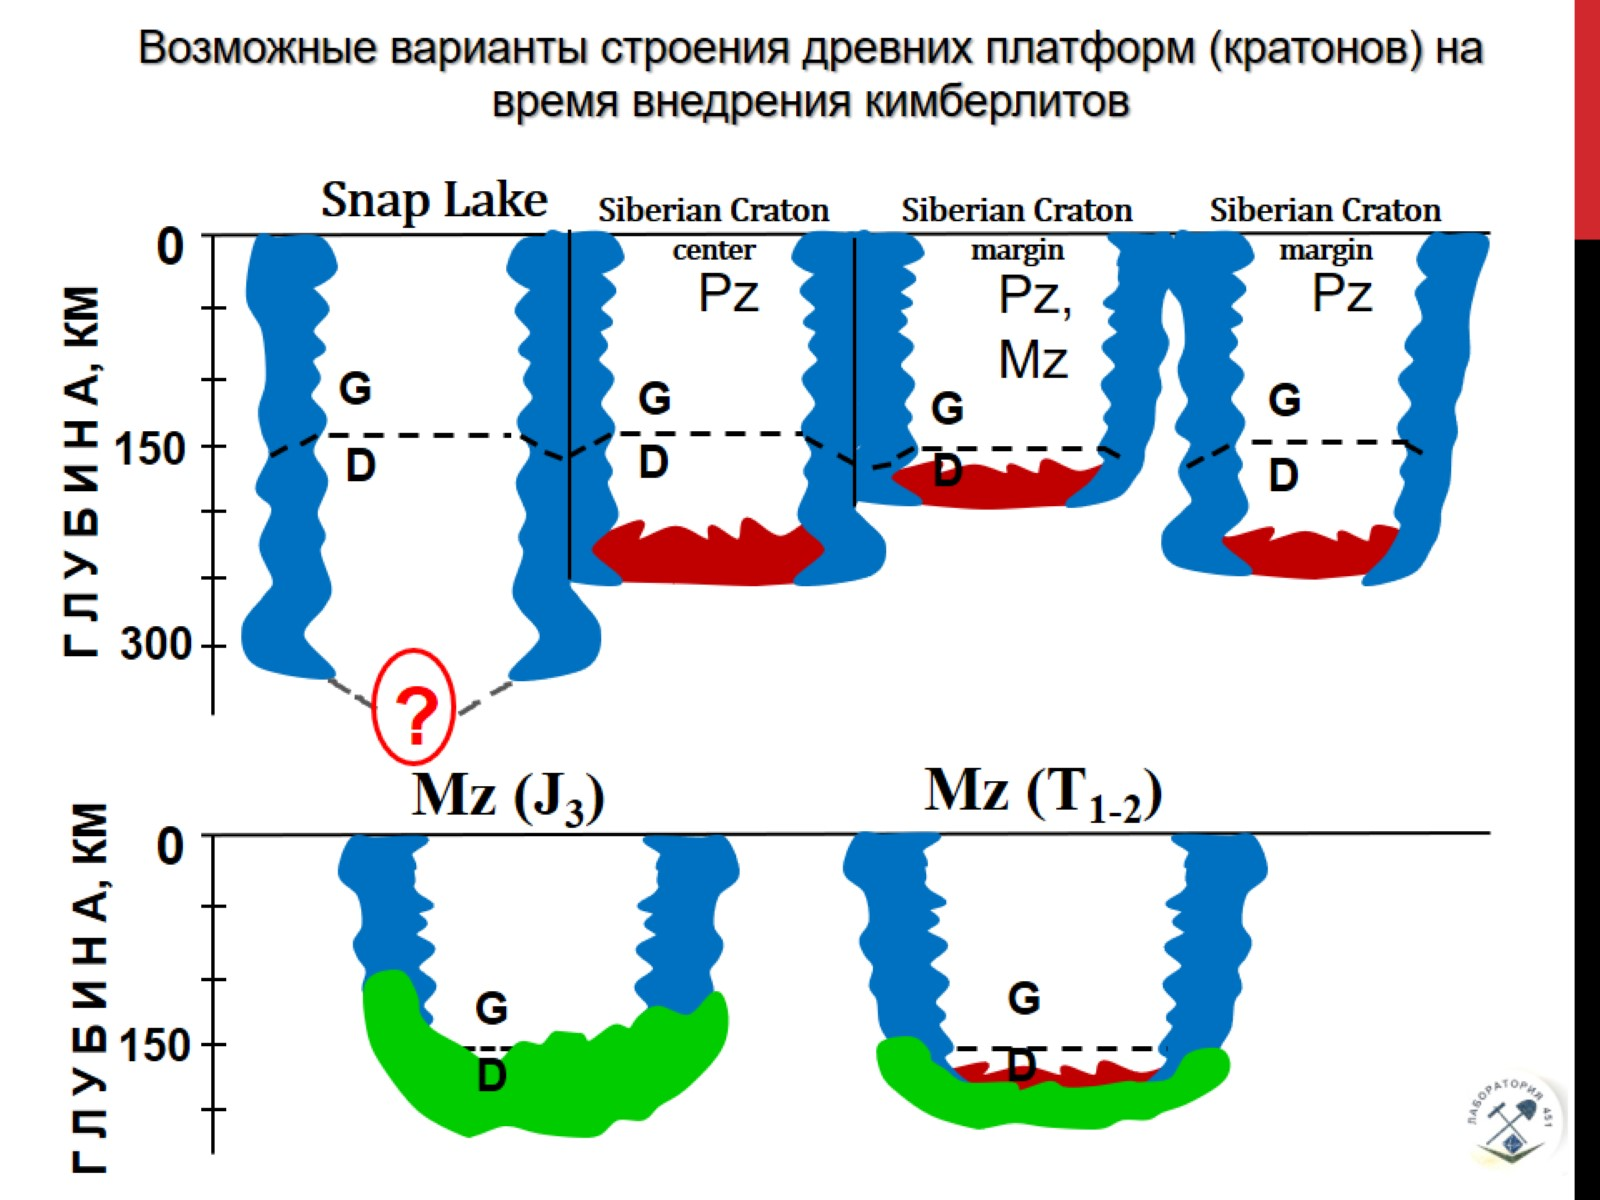 Возможные варианты строения древних платформ (кратонов) на
время внедрения кимберлитов
Snap Lake
Siberian Craton
center
Pz
Siberian Craton
margin
Pz,
Mz
Siberian Craton
margin
Pz
ГЛУБИНА, КМ
0
150
300
G
D
G
D
G
D
G
D
?
Mz (J3)
Mz (T1-2)
ГЛУБИНА, КМ
0
150
G
D
G
D
ЛАБОРАТОРИЯ 451